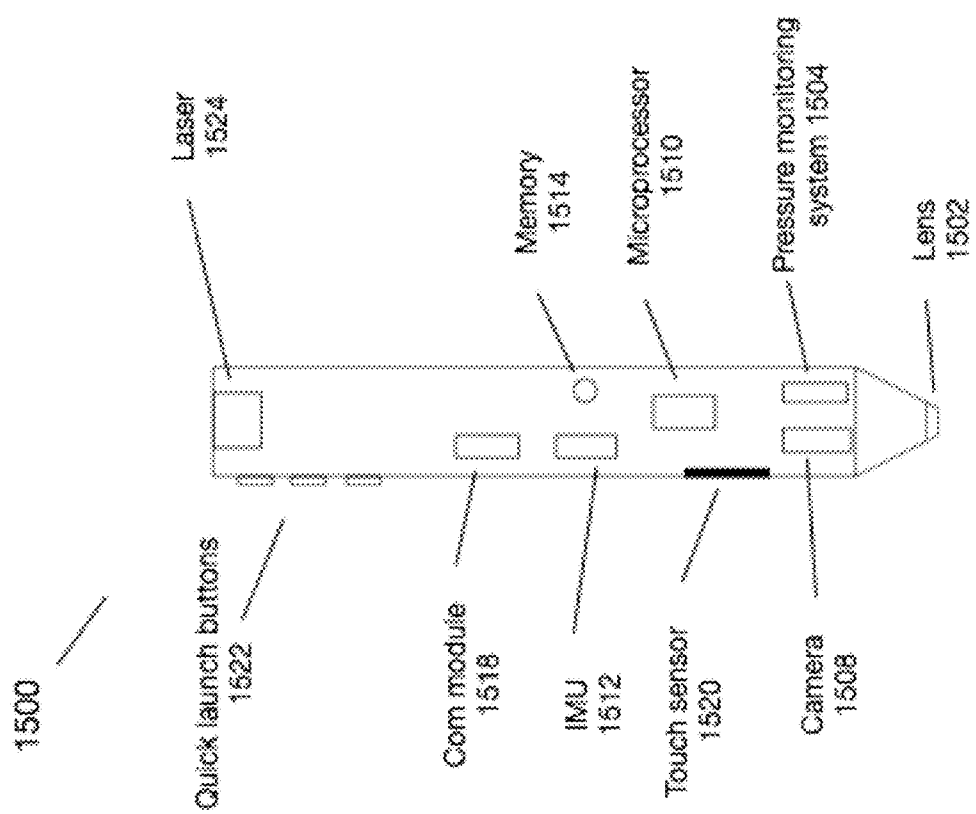 1500
Quick launch buttons
1522
Com module
1518
IMU
1512
Touch sensor
1520
Camera
1508
Laser
1524
Memory
1514
Microprocessor
1510
Pressure monitoring
system 1504
Lens
1502